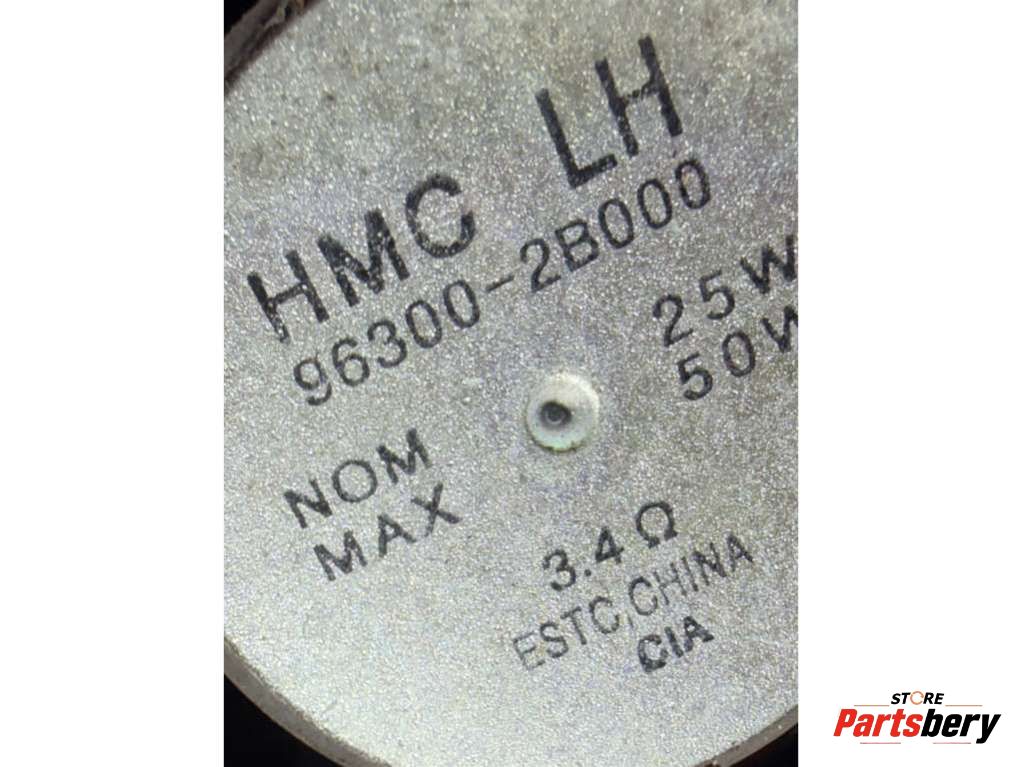 HMC LH
96300-2B000
NOM 25W
MAX 50W
3.4 Ω
ESTC,CHINA
CIA
STORE
Partsbery